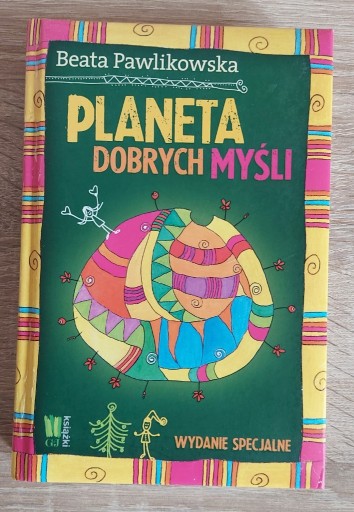 Beata Pawlikowska
PLANETA
DOBRYCH MYŚLI
książki
G+J
WYDANIE SPECJALNE